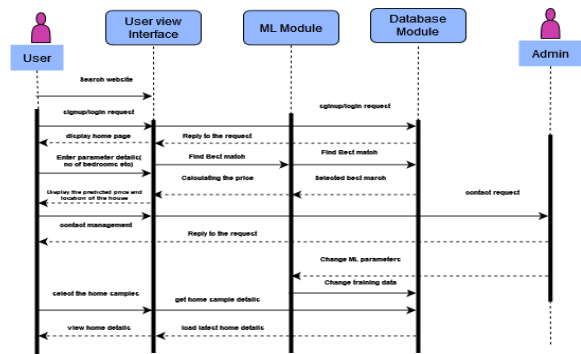 User view
Interface
ML Module
Database
Module
User
Admin
Search website
signup/login request
signup/login request
display home page
Reply to the request
Enter parameter details(
no of bedrooms etc)
Find Best match
Find Best match
Calculating the price
Selected best march
Display the predicted price and
location of the house
contact request
contact management
Reply to the request
Change ML parameters
Change training data
select the home samples
get home sample details
view home details
load latest home details